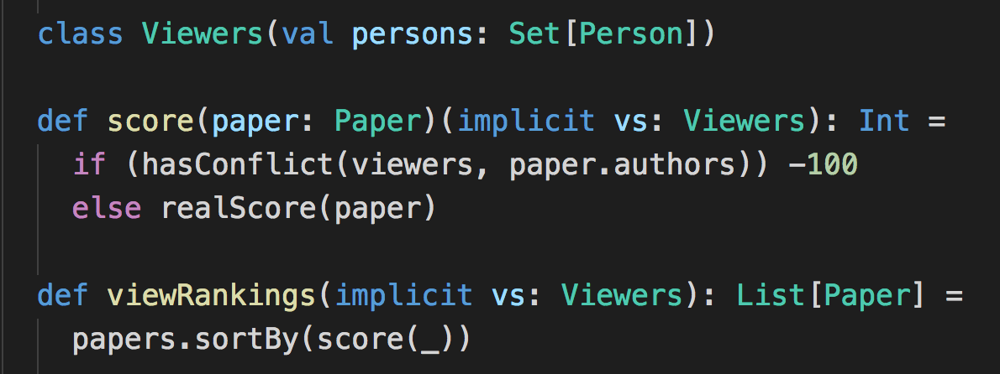 class Viewers(val persons: Set[Person])
def score(paper: Paper)(implicit vs: Viewers): Int =
if (hasConflict(viewers, paper.authors)) -100
else realScore(paper)
def viewRankings(implicit vs: Viewers): List[Paper] =
papers.sortBy(score(_))